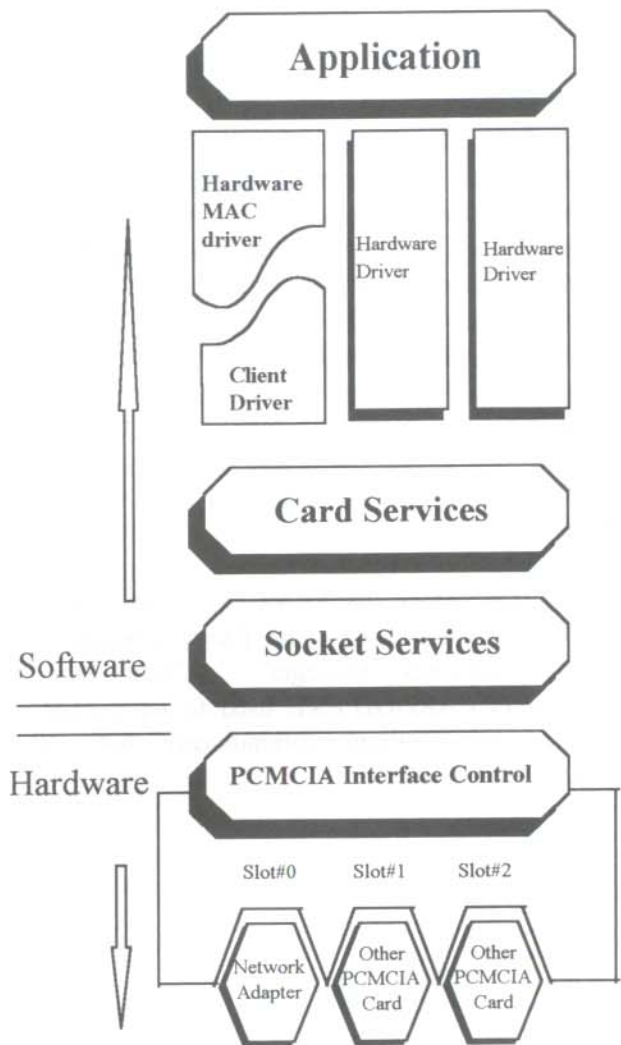 Application
Hardware
MAC
driver
Client
Driver
Hardware
Driver
Hardware
Driver
Card Services
Socket Services
Software
Hardware
PCMCIA Interface Control
Slot#0
Slot#1
Slot#2
Network
Adapter
Other
PCMCIA
Card
Other
PCMCIA
Card